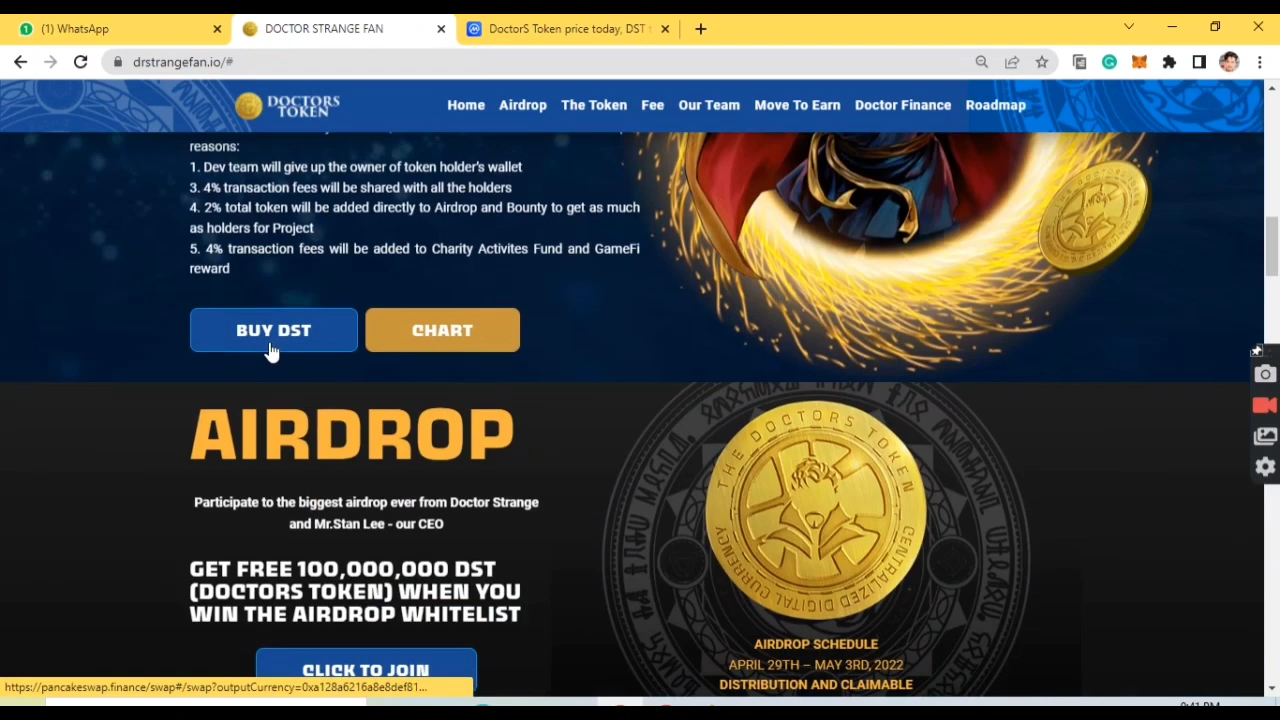 (1) WhatsApp
DOCTOR STRANGE FAN
DoctorS Token price today, DST
drstrangefan.io/#
DOCTORS
TOKEN
Home Airdrop The Token Fee Our Team Move To Earn Doctor Finance Roadmap
reasons:
1. Dev team will give up the owner of token holder's wallet
3. 4% transaction fees will be shared with all the holders
4. 2% total token will be added directly to Airdrop and Bounty to get as much
as holders for Project
5. 4% transaction fees will be added to Charity Activites Fund and GameFi
reward
BUY DST
CHART
AIRDROP
Participate to the biggest airdrop ever from Doctor Strange
and Mr.Stan Lee - our CEO
GET FREE 100,000,000 DST
(DOCTORS TOKEN) WHEN YOU
WIN THE AIRDROP WHITELIST
CLICK TO JOIN
THE DOCTORS TOKEN
CENTRALIZED DIGITAL CURRENCY
AIRDROP SCHEDULE
APRIL 29TH – MAY 3RD, 2022
DISTRIBUTION AND CLAIMABLE
https://pancakeswap.finance/swap#/swap?outputCurrency=0xa128a6216a8e8def81...